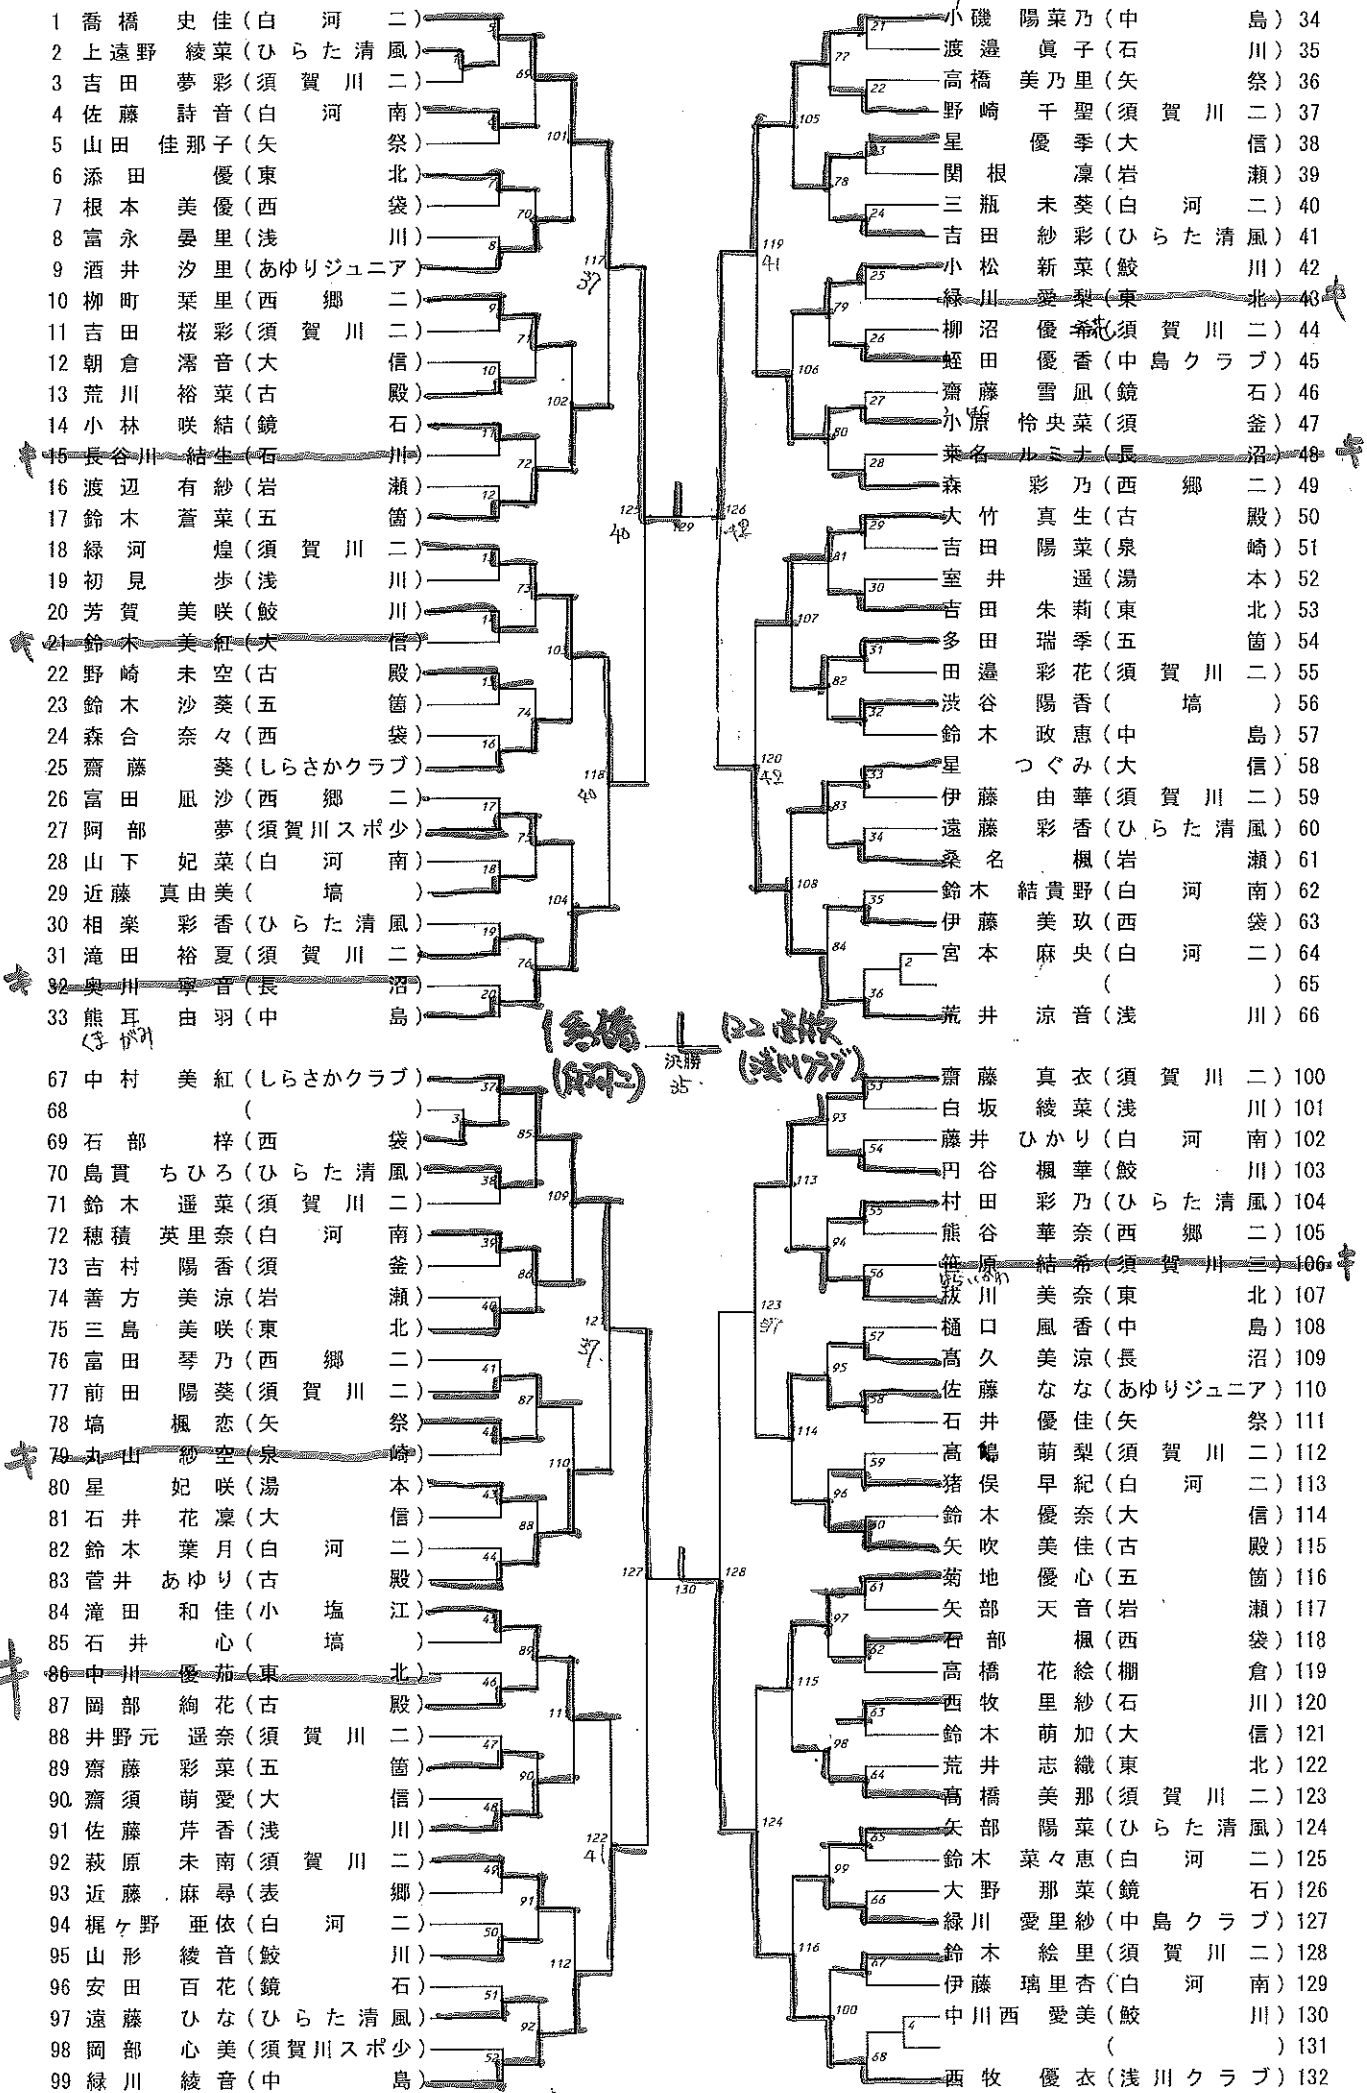 1 喬橋 史佳(白河二)
2 上遠野 綾菜(ひらた清風)
3 吉田 夢彩(須賀川二)
4 佐藤 詩音(白河南)
5 山田 佳那子(矢祭)
6 添田 優(東北)
7 根本 美優(西袋)
8 富永 晏里(浅川)
9 酒井 汐里(あゆりジュニア)
10 柳町 栞里(西郷二)
11 吉田 桜彩(須賀川二)
12 朝倉 澪音(大信)
13 荒川 裕菜(古殿)
14 小林 咲結(鏡石)
15 長谷川 結生(石川)
16 渡辺 有紗(岩瀬)
17 鈴木 蒼菜(五箇)
18 緑河 煌(須賀川二)
19 初見 歩(浅川)
20 芳賀 美咲(鮫川)
21 鈴木 美紅(大信)
22 野崎 未空(古殿)
23 鈴木 沙葵(五箇)
24 森合 奈々(西袋)
25 齋藤 葵(しらさかクラブ)
26 富田 凪沙(西郷二)
27 阿部 夢(須賀川スポ少)
28 山下 妃菜(白河南)
29 近藤 真由美(塙)
30 相楽 彩香(ひらた清風)
31 滝田 裕夏(須賀川二)
32 奥川 寧音(長沼)
33 熊耳 由羽(中島)
小磯 陽菜乃(中島) 34
渡邉 眞子(石川) 35
高橋 美乃里(矢祭) 36
野崎 千聖(須賀川二) 37
星 優季(大信) 38
関根 凜(岩瀬) 39
三瓶 未葵(白河二) 40
吉田 紗彩(ひらた清風) 41
小松 新菜(鮫川) 42
緑川 愛梨(東北) 43
柳沼 優希(須賀川二) 44
蛭田 優香(中島クラブ) 45
齋藤 雪凪(鏡石) 46
小原 怜央菜(須釜) 47
桒名 ルミナ(長沼) 48
森 彩乃(西郷二) 49
大竹 真生(古殿) 50
吉田 陽菜(泉崎) 51
室井 遥(湯本) 52
吉田 朱莉(東北) 53
多田 瑞季(五箇) 54
田邉 彩花(須賀川二) 55
渋谷 陽香(塙) 56
鈴木 政恵(中島) 57
星 つぐみ(大信) 58
伊藤 由華(須賀川二) 59
遠藤 彩香(ひらた清風) 60
桑名 楓(岩瀬) 61
鈴木 結貴野(白河南) 62
伊藤 美玖(西袋) 63
宮本 麻央(白河二) 64
( ) 65
荒井 涼音(浅川) 66
決勝
67 中村 美紅(しらさかクラブ)
68 ( )
69 石部 梓(西袋)
70 島貫 ちひろ(ひらた清風)
71 鈴木 遥菜(須賀川二)
72 穂積 英里奈(白河南)
73 吉村 陽香(須釜)
74 善方 美涼(岩瀬)
75 三島 美咲(東北)
76 富田 琴乃(西郷二)
77 前田 陽葵(須賀川二)
78 塙 楓恋(矢祭)
79 丸山 紗空(泉崎)
80 星 妃咲(湯本)
81 石井 花凜(大信)
82 鈴木 葉月(白河二)
83 菅井 あゆり(古殿)
84 滝田 和佳(小塩江)
85 石井 心(塙)
86 中川 優茄(東北)
87 岡部 絢花(古殿)
88 井野元 遥奈(須賀川二)
89 齋藤 彩菜(五箇)
90 齋須 萌愛(大信)
91 佐藤 芹香(浅川)
92 萩原 未南(須賀川二)
93 近藤 麻尋(表郷)
94 梶ヶ野 亜依(白河二)
95 山形 綾音(鮫川)
96 安田 百花(鏡石)
97 遠藤 ひな(ひらた清風)
98 岡部 心美(須賀川スポ少)
99 緑川 綾音(中島)
齋藤 真衣(須賀川二) 100
白坂 綾菜(浅川) 101
藤井 ひかり(白河南) 102
円谷 楓華(鮫川) 103
村田 彩乃(ひらた清風) 104
熊谷 華奈(西郷二) 105
笹原 結希(須賀川三) 106
秡川 美奈(東北) 107
樋口 風香(中島) 108
髙久 美涼(長沼) 109
佐藤 なな(あゆりジュニア) 110
石井 優佳(矢祭) 111
高嶋 萌梨(須賀川二) 112
猪俣 早紀(白河二) 113
鈴木 優奈(大信) 114
矢吹 美佳(古殿) 115
菊地 優心(五箇) 116
矢部 天音(岩瀬) 117
石部 楓(西袋) 118
高橋 花絵(棚倉) 119
西牧 里紗(石川) 120
鈴木 萌加(大信) 121
荒井 志織(東北) 122
髙橋 美那(須賀川二) 123
矢部 陽菜(ひらた清風) 124
鈴木 菜々恵(白河二) 125
大野 那菜(鏡石) 126
緑川 愛里紗(中島クラブ) 127
鈴木 絵里(須賀川二) 128
伊藤 璃里杏(白河南) 129
中川西 愛美(鮫川) 130
( ) 131
西牧 優衣(浅川クラブ) 132